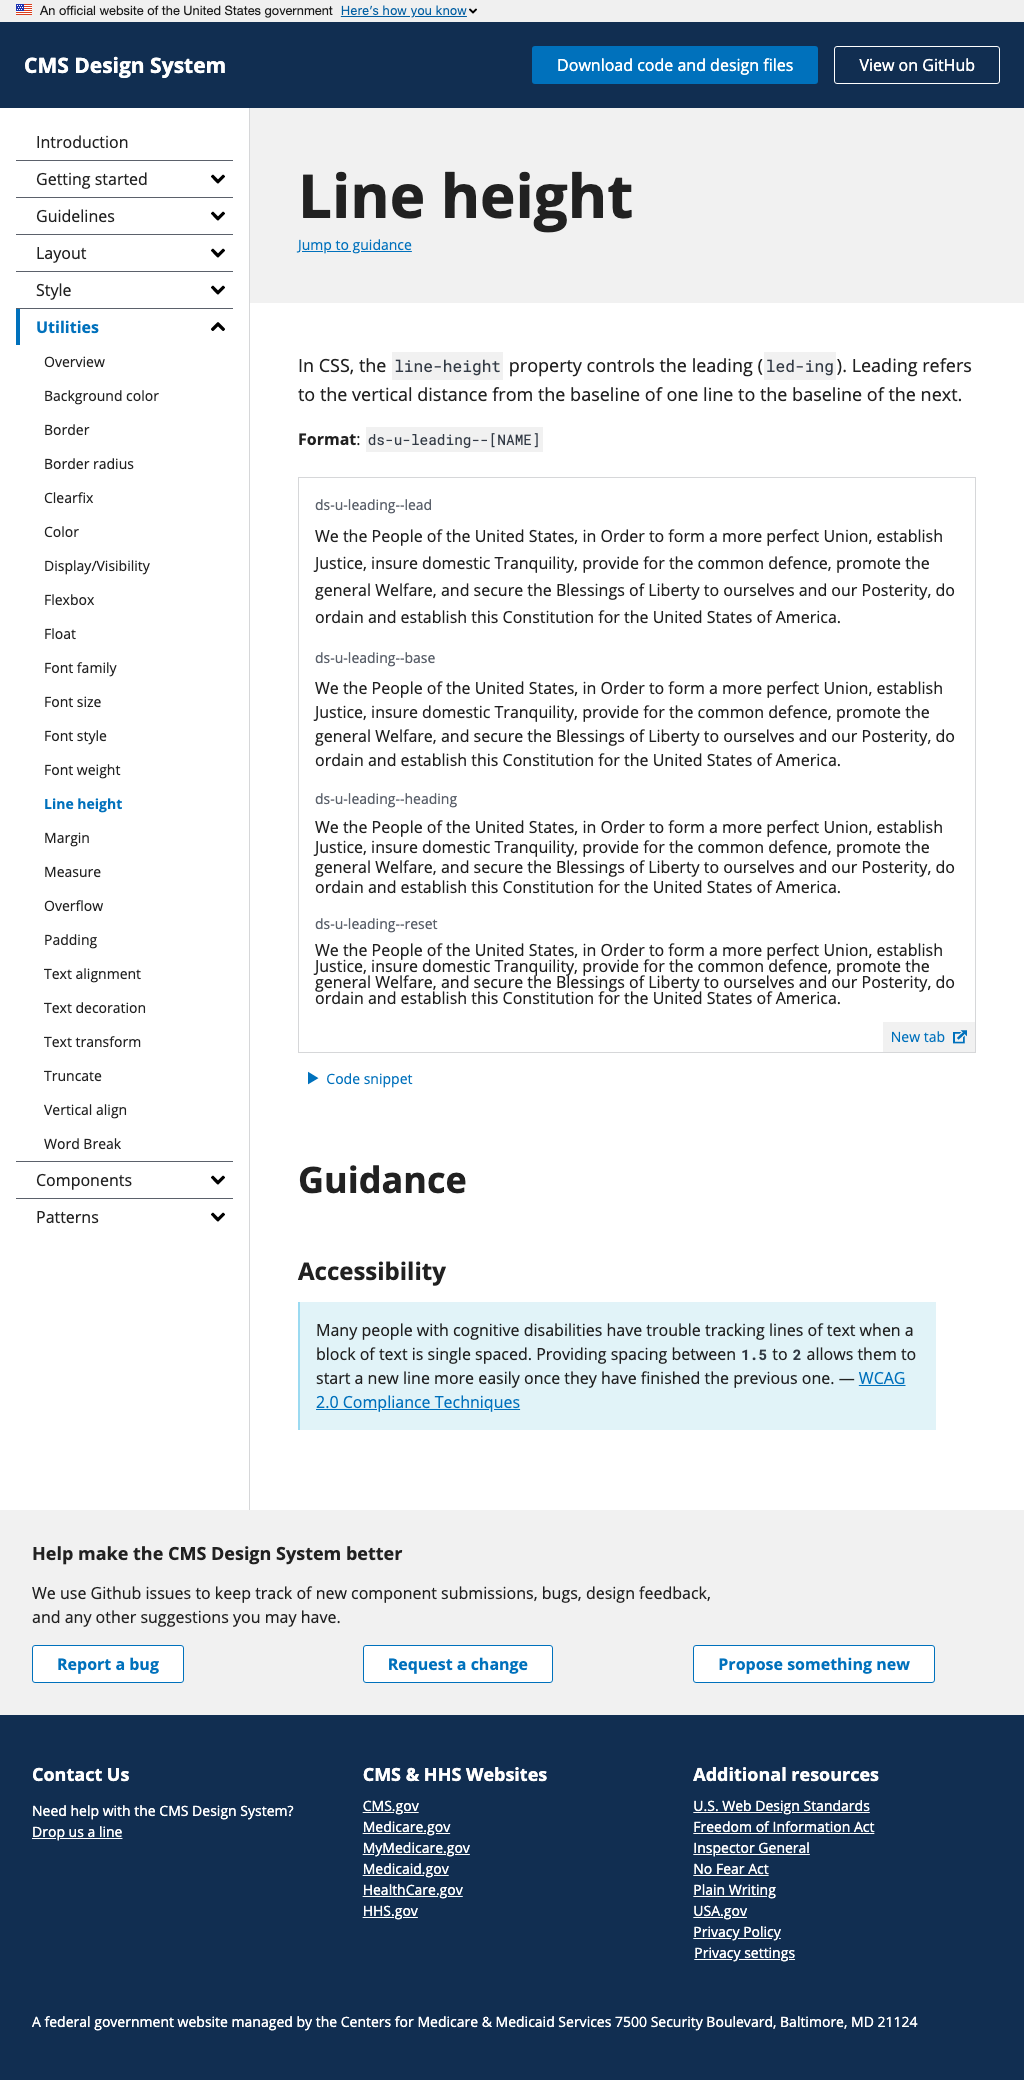 An official website of the United States government Here's how you know
CMS Design System
Download code and design files
View on GitHub
Introduction
Getting started
Guidelines
Layout
Style
Utilities
Overview
Background color
Border
Border radius
Clearfix
Color
Display/Visibility
Flexbox
Float
Font family
Font size
Font style
Font weight
Line height
Margin
Measure
Overflow
Padding
Text alignment
Text decoration
Text transform
Truncate
Vertical align
Word Break
Components
Patterns
Line height
Jump to guidance
In CSS, the line-height property controls the leading (led-ing). Leading refers
to the vertical distance from the baseline of one line to the baseline of the next.
Format: ds-u-leading--[NAME]
ds-u-leading--lead
We the People of the United States, in Order to form a more perfect Union, establish
Justice, insure domestic Tranquility, provide for the common defence, promote the
general Welfare, and secure the Blessings of Liberty to ourselves and our Posterity, do
ordain and establish this Constitution for the United States of America.
ds-u-leading--base
We the People of the United States, in Order to form a more perfect Union, establish
Justice, insure domestic Tranquility, provide for the common defence, promote the
general Welfare, and secure the Blessings of Liberty to ourselves and our Posterity, do
ordain and establish this Constitution for the United States of America.
ds-u-leading--heading
We the People of the United States, in Order to form a more perfect Union, establish
Justice, insure domestic Tranquility, provide for the common defence, promote the
general Welfare, and secure the Blessings of Liberty to ourselves and our Posterity, do
ordain and establish this Constitution for the United States of America.
ds-u-leading--reset
We the People of the United States, in Order to form a more perfect Union, establish
Justice, insure domestic Tranquility, provide for the common defence, promote the
general Welfare, and secure the Blessings of Liberty to ourselves and our Posterity, do
ordain and establish this Constitution for the United States of America.
New tab
Code snippet
Guidance
Accessibility
Many people with cognitive disabilities have trouble tracking lines of text when a
block of text is single spaced. Providing spacing between 1.5 to 2 allows them to
start a new line more easily once they have finished the previous one. — WCAG
2.0 Compliance Techniques
Help make the CMS Design System better
We use Github issues to keep track of new component submissions, bugs, design feedback,
and any other suggestions you may have.
Report a bug
Request a change
Propose something new
Contact Us
Need help with the CMS Design System?
Drop us a line
CMS & HHS Websites
CMS.gov
Medicare.gov
MyMedicare.gov
Medicaid.gov
HealthCare.gov
HHS.gov
Additional resources
U.S. Web Design Standards
Freedom of Information Act
Inspector General
No Fear Act
Plain Writing
USA.gov
Privacy Policy
Privacy settings
A federal government website managed by the Centers for Medicare & Medicaid Services 7500 Security Boulevard, Baltimore, MD 21124